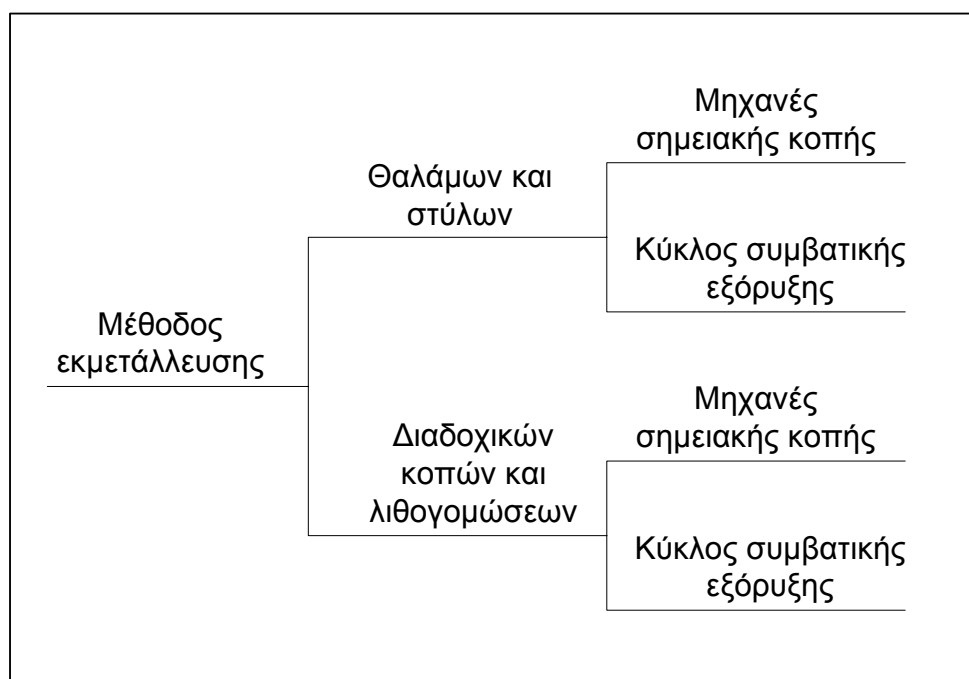 Μηχανές
σημειακής κοπής
Θαλάμων και
στύλων
Κύκλος συμβατικής
εξόρυξης
Μέθοδος
εκμετάλλευσης
Μηχανές
σημειακής κοπής
Διαδοχικών
κοπών και
λιθογομώσεων
Κύκλος συμβατικής
εξόρυξης